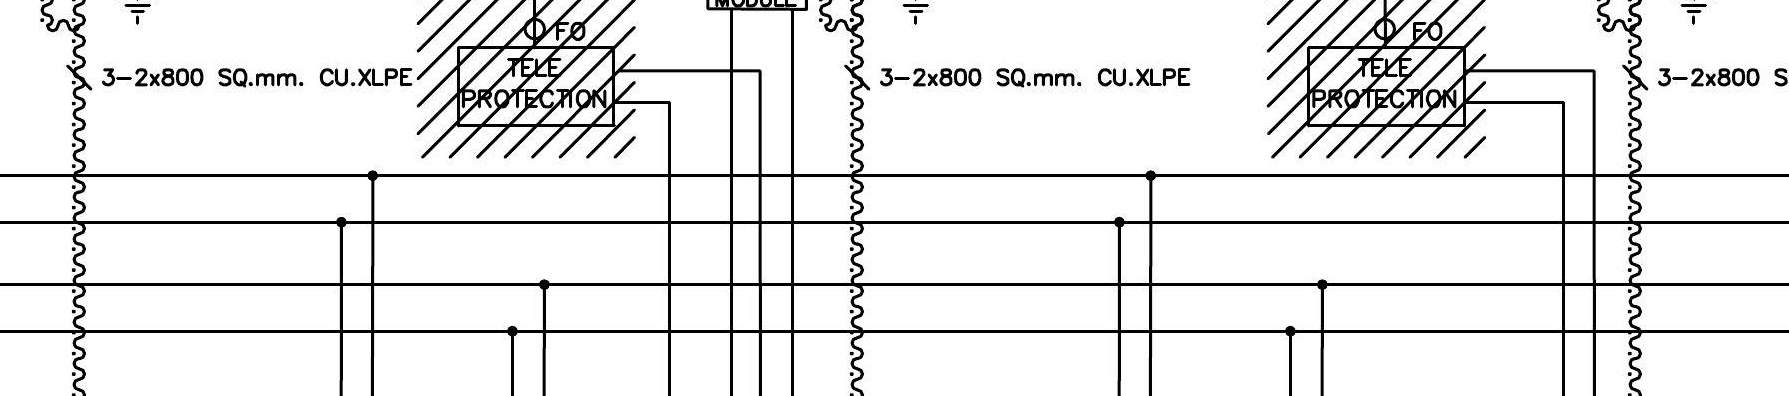 MODULE
FO
FO
TELE
PROTECTION
TELE
PROTECTION
3-2x800 SQ.mm. CU.XLPE
3-2x800 SQ.mm. CU.XLPE
3-2x800 S